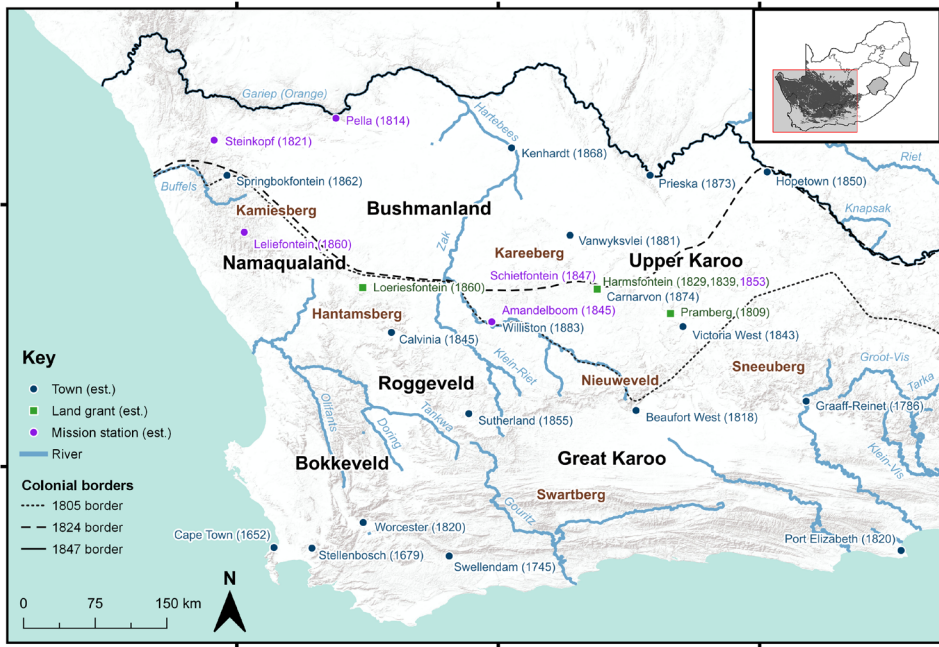 Gariep (Orange)
Pella (1814)
Hartebees
Steinkopf (1821)
Kenhardt (1868)
Riet
Springbokfontein (1862)
Prieska (1873)
Hopetown (1850)
Buffels
Kamiesberg
Bushmanland
Knapsak
Leliefontein (1860)
Zak
Vanwyksvlei (1881)
Kareeberg
Namaqualand
Upper Karoo
Schietfontein (1847)
Harmsfontein (1829,1839,1853)
Loeriesfontein (1860)
Carnarvon (1874)
Hantamsberg
Amandelboom (1845)
Pramberg (1809)
Williston (1883)
Calvinia (1845)
Victoria West (1843)
Klein-Riet
Groot-Vis
Sneeuberg
Roggeveld
Nieuweveld
Tarka
Olifants
Tankwa
Sutherland (1855)
Beaufort West (1818)
Graaff-Reinet (1786)
Doring
Bokkeveld
Great Karoo
Klein-Vis
Swartberg
Gouritz
Worcester (1820)
Cape Town (1652)
Port Elizabeth (1820)
Stellenbosch (1679)
Swellendam (1745)
Key
Town (est.)
Land grant (est.)
Mission station (est.)
River
Colonial borders
1805 border
1824 border
1847 border
N
0 75 150 km